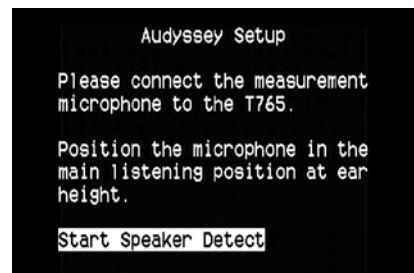 Audyssey Setup
Please connect the measurement
microphone to the T765.
Position the microphone in the
main listening position at ear
height.
Start Speaker Detect